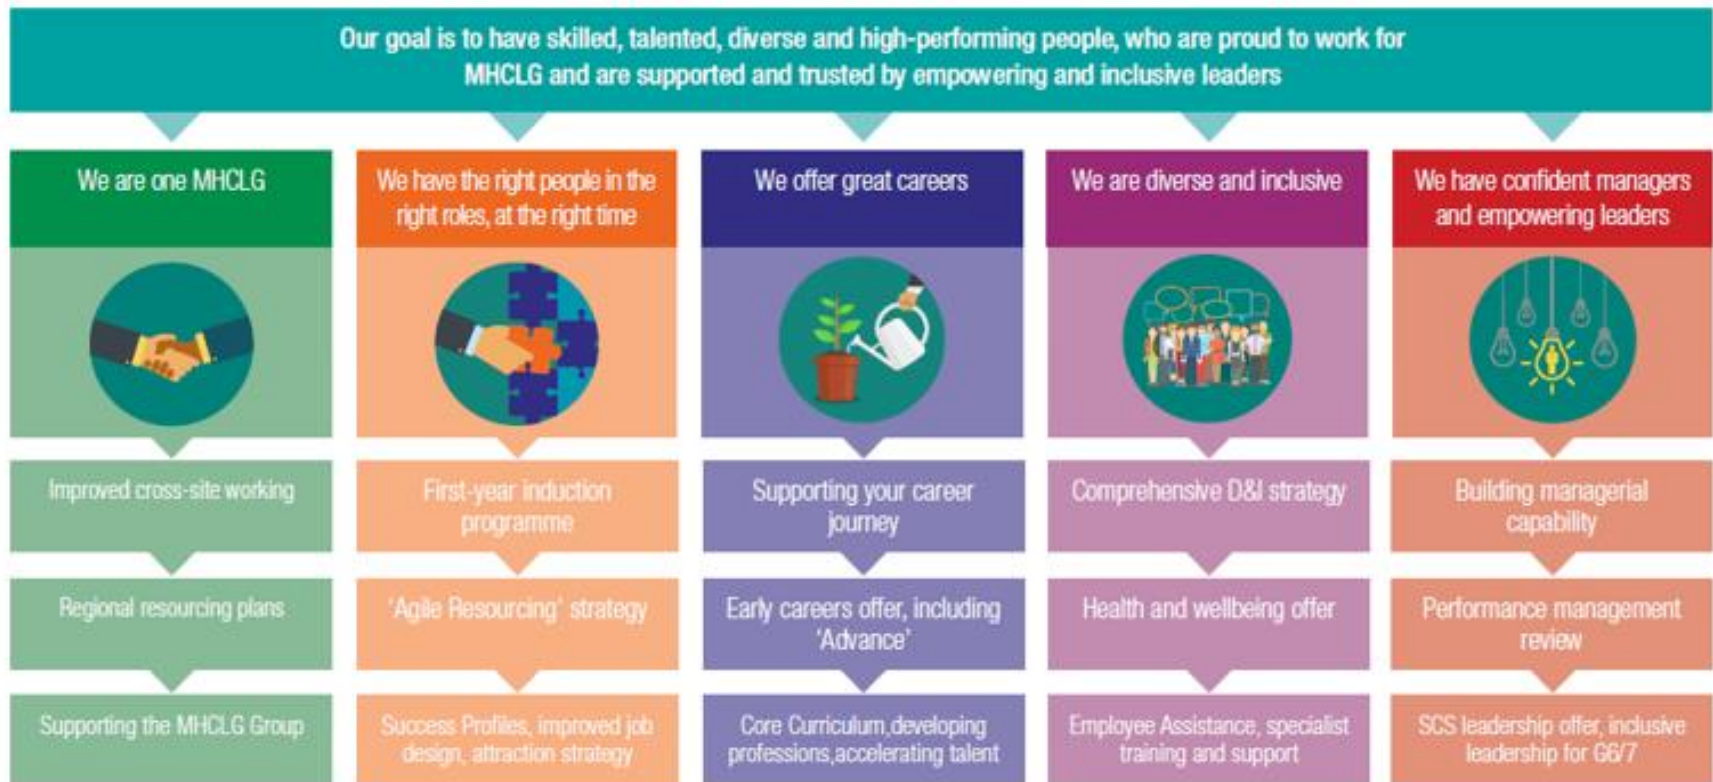 Our goal is to have skilled, talented, diverse and high-performing people, who are proud to work for
MHCLG and are supported and trusted by empowering and inclusive leaders
We are one MHCLG
We have the right people in the
right roles, at the right time
We offer great careers
We are diverse and inclusive
We have confident managers
and empowering leaders
Improved cross-site working
First-year induction
programme
Supporting your career
journey
Comprehensive D&I strategy
Building managerial
capability
Regional resourcing plans
'Agile Resourcing' strategy
Early careers offer, including
'Advance'
Health and wellbeing offer
Performance management
review
Supporting the MHCLG Group
Success Profiles, improved job
design, attraction strategy
Core Curriculum,developing
professions,accelerating talent
Employee Assistance, specialist
training and support
SCS leadership offer, inclusive
leadership for G6/7